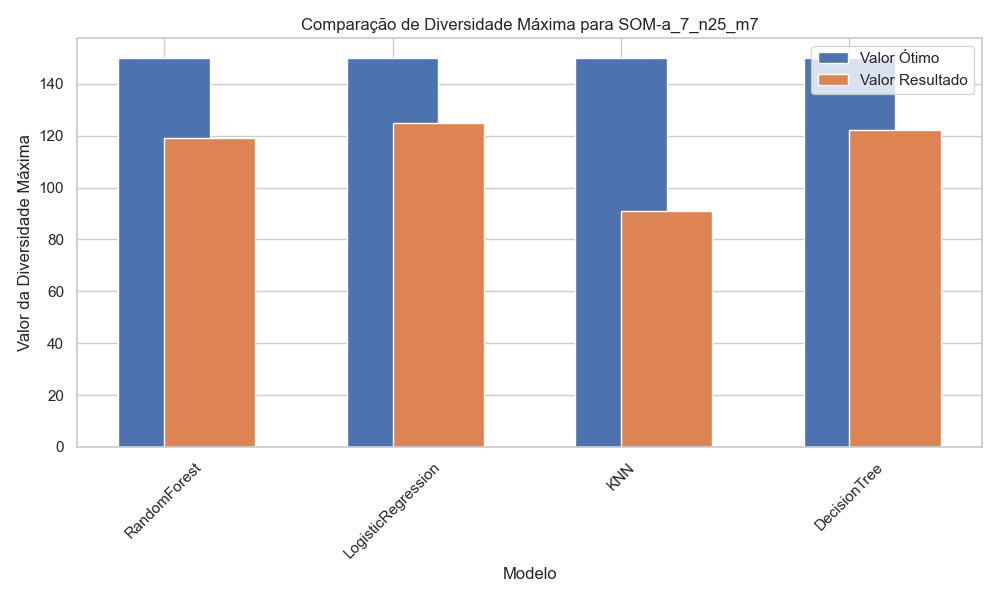 Comparação de Diversidade Máxima para SOM-a_7_n25_m7
Valor Ótimo
Valor Resultado
Valor da Diversidade Máxima
140
120
100
80
60
40
20
0
RandomForest
LogisticRegression
KNN
DecisionTree
Modelo